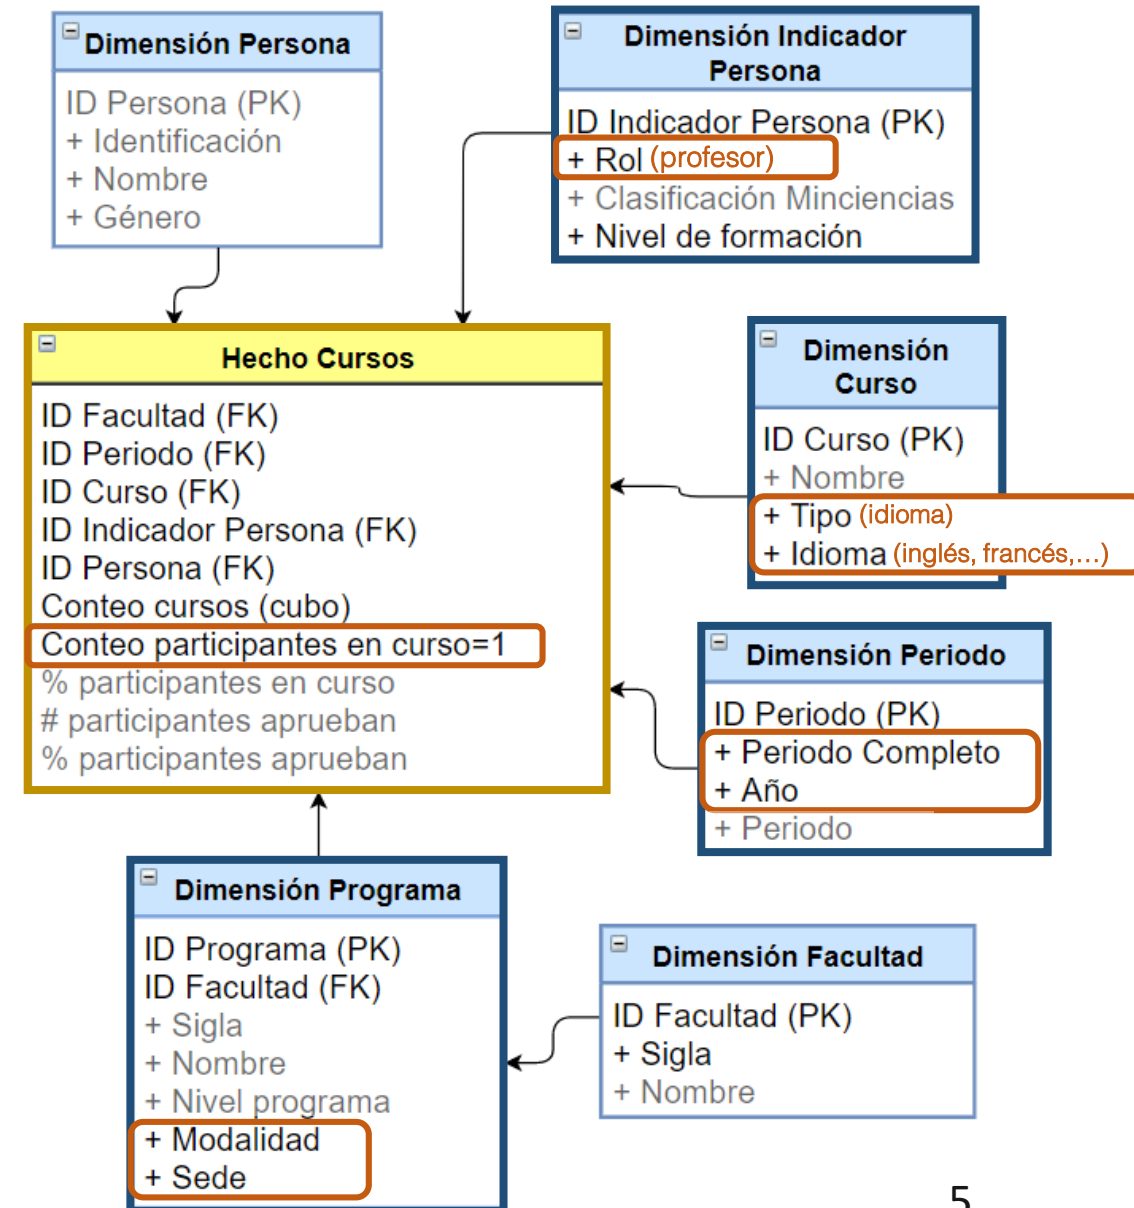 Dimensión Persona
ID Persona (PK)
+ Identificación
+ Nombre
+ Género
Dimensión Indicador
Persona
ID Indicador Persona (PK)
+ Rol (profesor)
+ Clasificación Minciencias
+ Nivel de formación
Hecho Cursos
ID Facultad (FK)
ID Periodo (FK)
ID Curso (FK)
ID Indicador Persona (FK)
ID Persona (FK)
Conteo cursos (cubo)
Conteo participantes en curso=1
% participantes en curso
# participantes aprueban
% participantes aprueban
Dimensión
Curso
ID Curso (PK)
+ Nombre
+ Tipo (idioma)
+ Idioma (inglés, francés,...)
Dimensión Periodo
ID Periodo (PK)
+ Periodo Completo
+ Año
+ Periodo
Dimensión Programa
ID Programa (PK)
ID Facultad (FK)
+ Sigla
+ Nombre
+ Nivel programa
+ Modalidad
+ Sede
Dimensión Facultad
ID Facultad (PK)
+ Sigla
+ Nombre
5